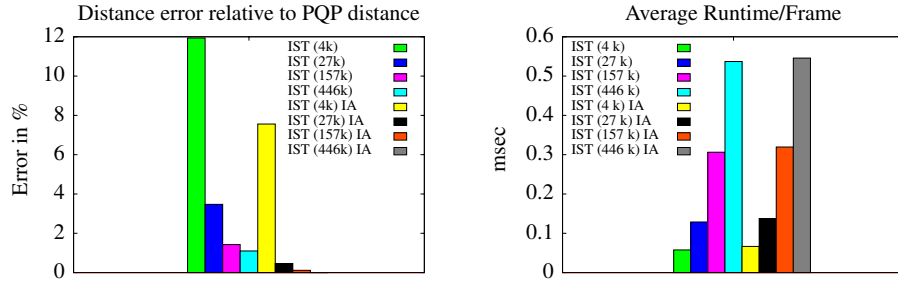 Distance error relative to PQP distance
Error in %
12
10
8
6
4
2
0
IST (4k)
IST (27k)
IST (157k)
IST (446k)
IST (4k) IA
IST (27k) IA
IST (157k) IA
IST (446k) IA
Average Runtime/Frame
msec
0.6
0.5
0.4
0.3
0.2
0.1
0
IST (4 k)
IST (27 k)
IST (157 k)
IST (446 k)
IST (4 k) IA
IST (27 k) IA
IST (157 k) IA
IST (446 k) IA